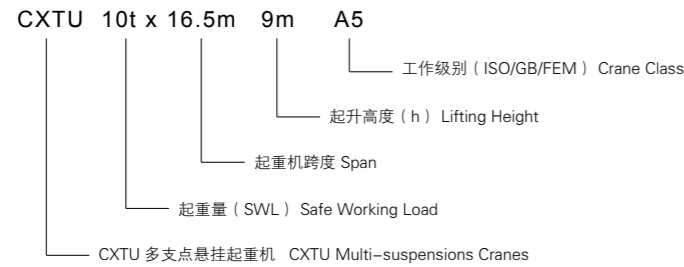 CXTU 10t x 16.5m 9m A5
工作级别（ISO/GB/FEM）Crane Class
起升高度（h）Lifting Height
起重机跨度 Span
起重量（SWL）Safe Working Load
CXTU 多支点悬挂起重机 CXTU Multi-suspensions Cranes